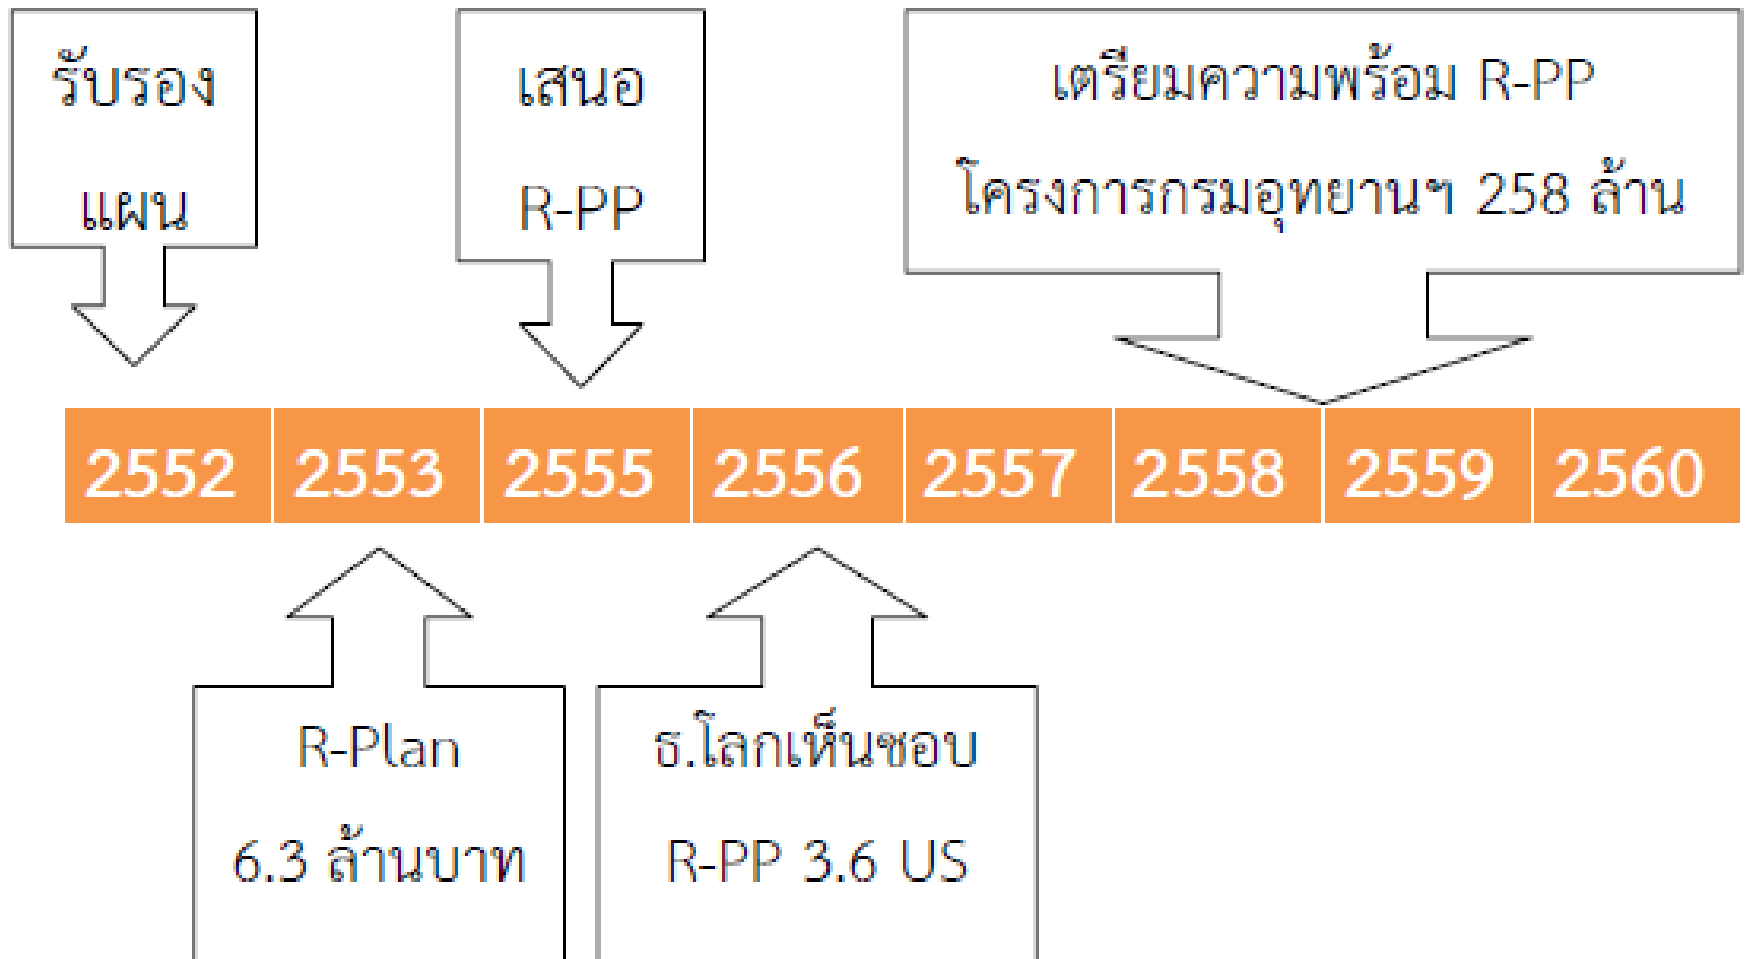 รับรอง
แผน
เสนอ
R-PP
เตรียมความพร้อม R-PP
โครงการกรมอุทยานฯ 258 ล้าน
2552 2553 2555 2556 2557 2558 2559 2560
R-Plan
6.3 ล้านบาท
ธ.โลกเห็นชอบ
R-PP 3.6 US